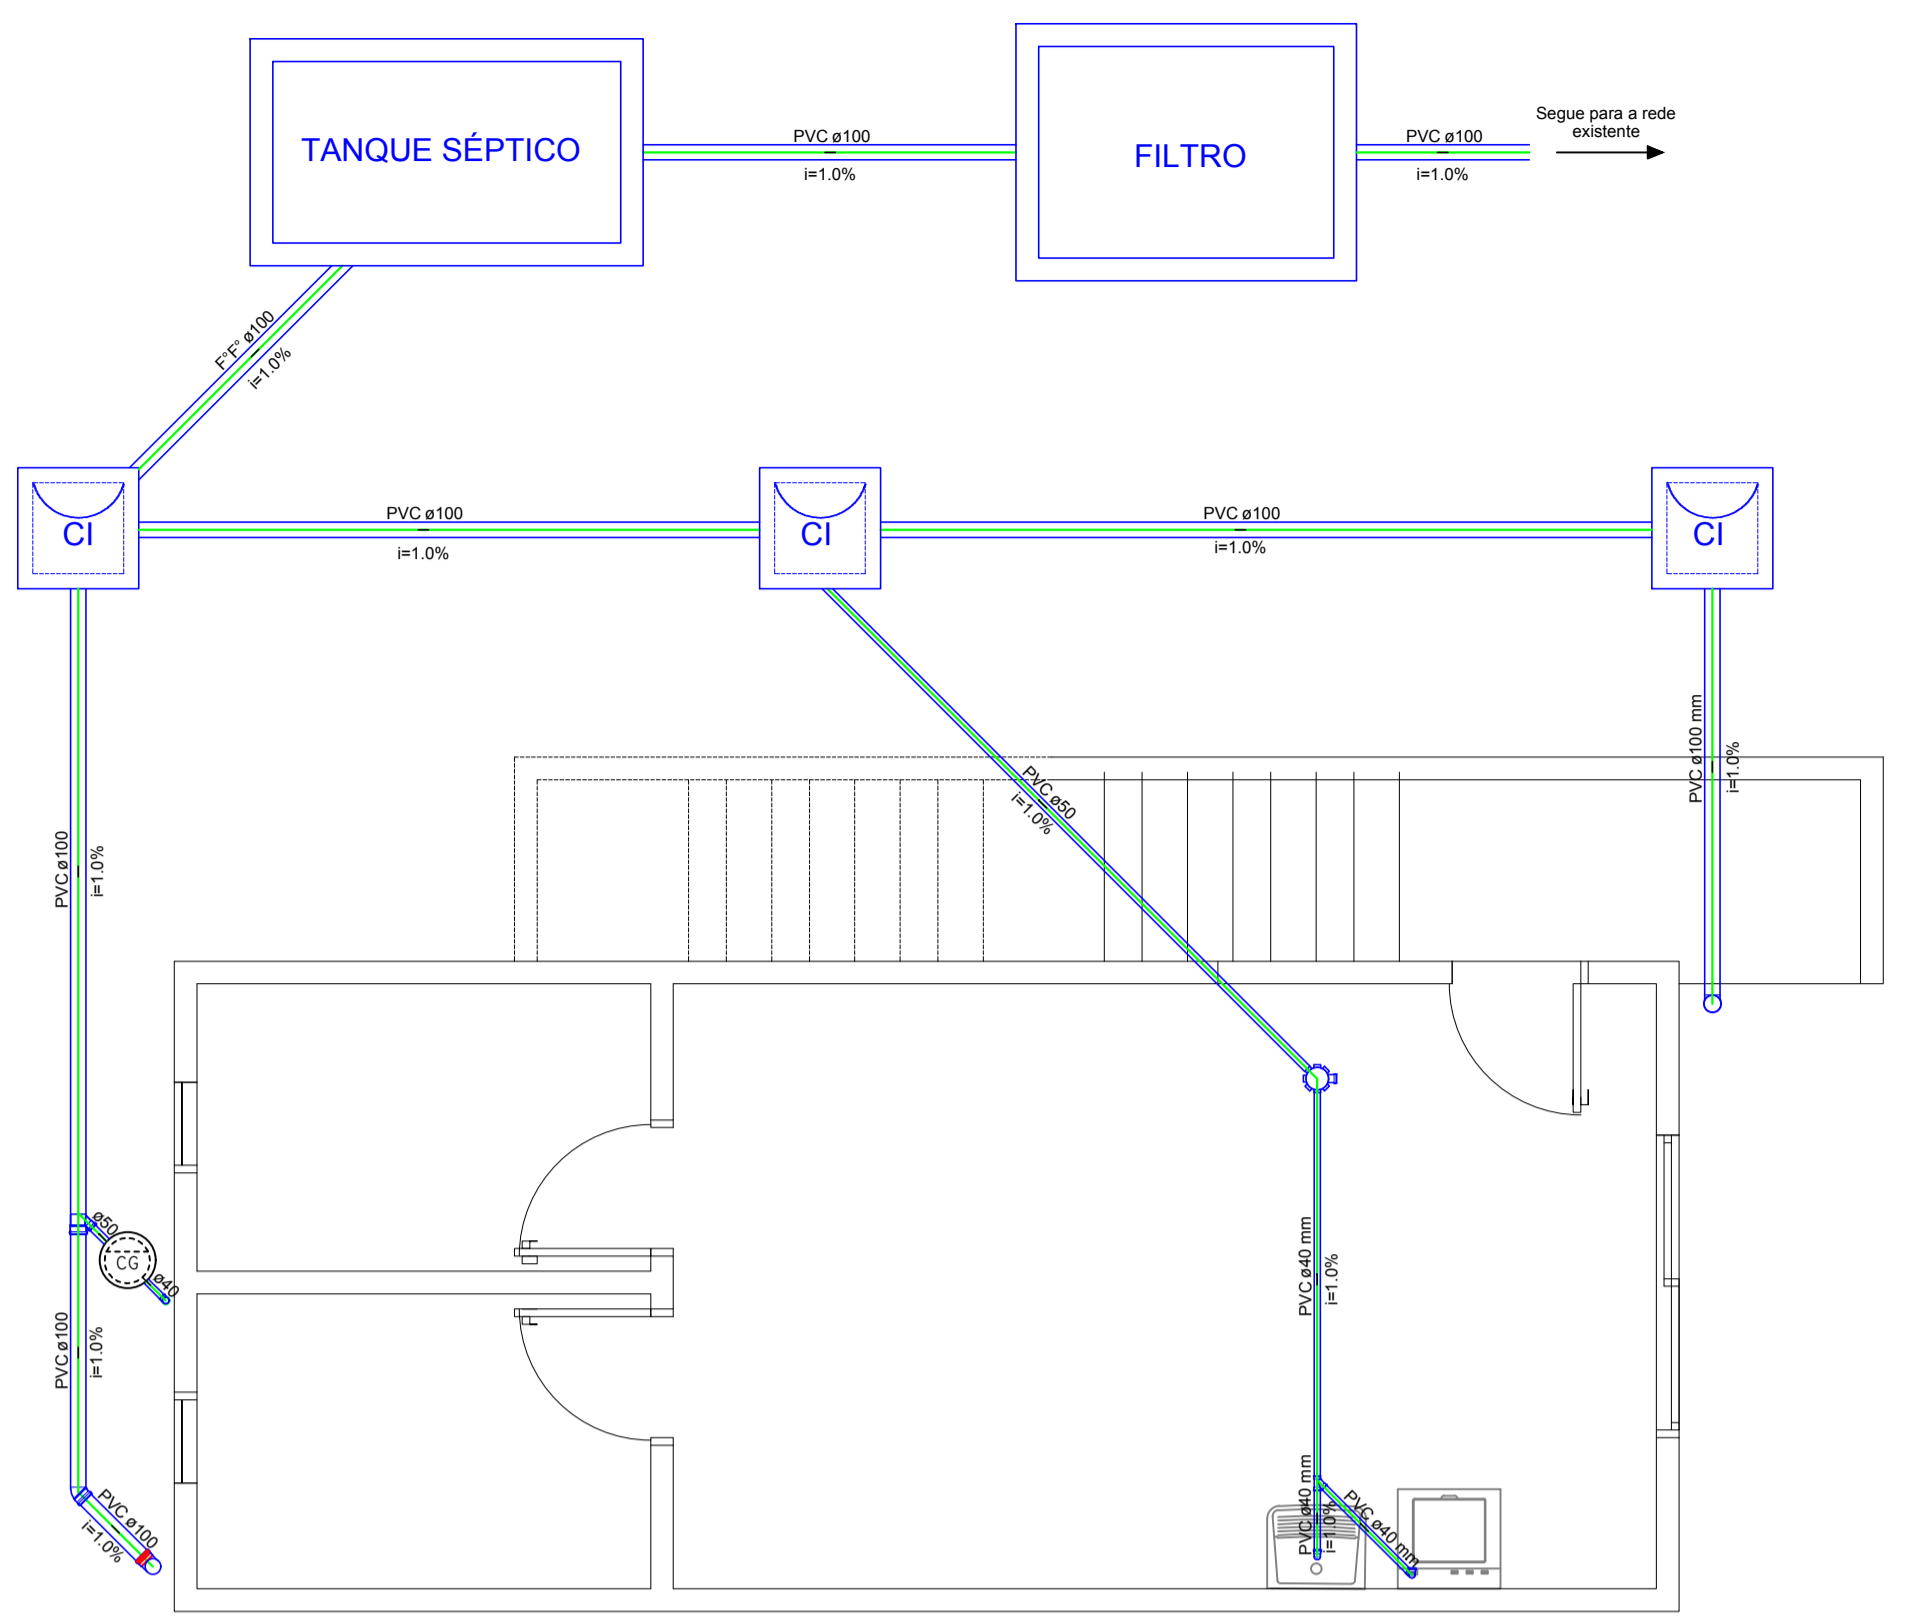 Segue para a rede
existente
PVC ø100
PVC ø100
TANQUE SÉPTICO
FILTRO
i=1.0%
i=1.0%
F°F° ø100
i=1.0%
PVC ø100
PVC ø100
CI
CI
CI
i=1.0%
i=1.0%
PVC ø100 mm
i=1.0%
PVC ø50
i=1.0%
PVC ø100
i=1.0%
ø50
CG
ø40
PVC ø40 mm
i=1.0%
PVC ø100
i=1.0%
PVC ø40 mm
i=1.0%
PVC ø40 mm
PVC ø100
i=1.0%